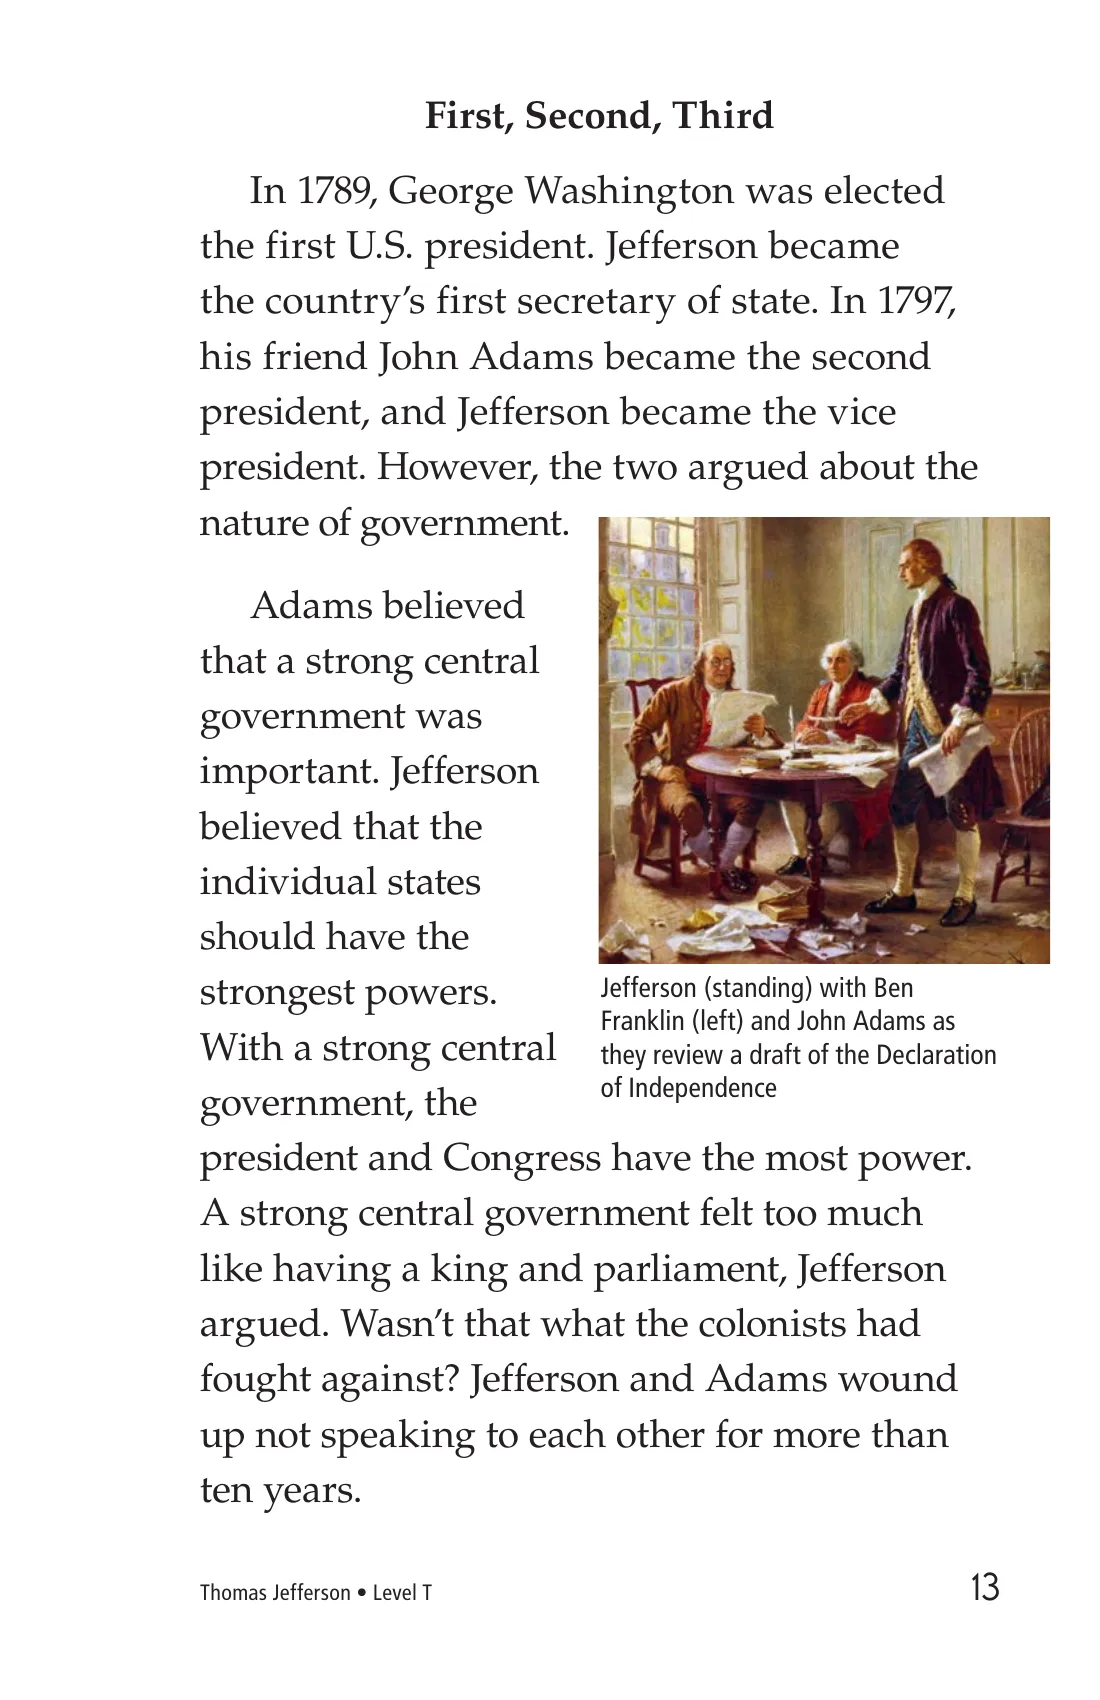 First, Second, Third
In 1789, George Washington was elected
the first U.S. president. Jefferson became
the country’s first secretary of state. In 1797,
his friend John Adams became the second
president, and Jefferson became the vice
president. However, the two argued about the
nature of government.
Adams believed
that a strong central
government was
important. Jefferson
believed that the
individual states
should have the
strongest powers.
With a strong central
government, the
president and Congress have the most power.
A strong central government felt too much
like having a king and parliament, Jefferson
argued. Wasn’t that what the colonists had
fought against? Jefferson and Adams wound
up not speaking to each other for more than
ten years.
Jefferson (standing) with Ben
Franklin (left) and John Adams as
they review a draft of the Declaration
of Independence
Thomas Jefferson • Level T
13